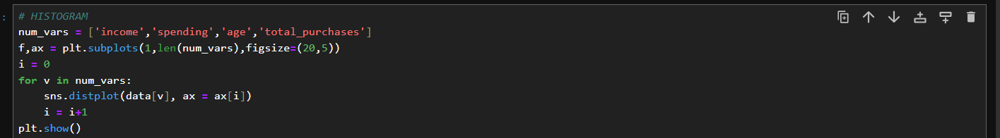 :
# HISTOGRAM
num_vars = ['income','spending','age','total_purchases']
f,ax = plt.subplots(1,len(num_vars),figsize=(20,5))
i = 0
for v in num_vars:
    sns.distplot(data[v], ax = ax[i])
    i = i+1
plt.show()